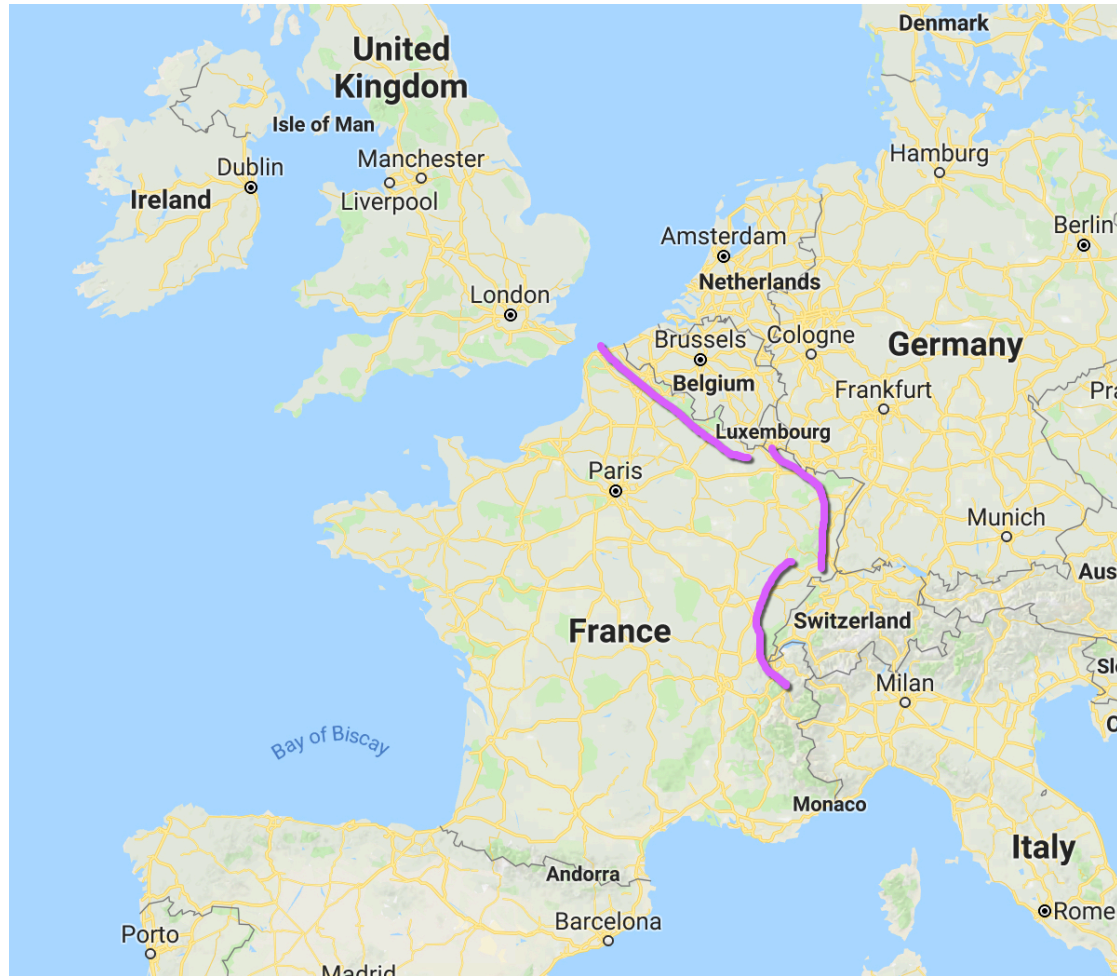 Denmark
United
Kingdom
Isle of Man
Hamburg
Manchester
Dublin
Ireland
Liverpool
Berlin
Amsterdam
Netherlands
London
Brussels
Cologne
Germany
Belgium
Frankfurt
Luxembourg
Paris
Munich
France
Switzerland
Milan
Bay of Biscay
Monaco
Italy
Andorra
Barcelona
Rome
Porto
Madrid
Pra
Aus
Sl